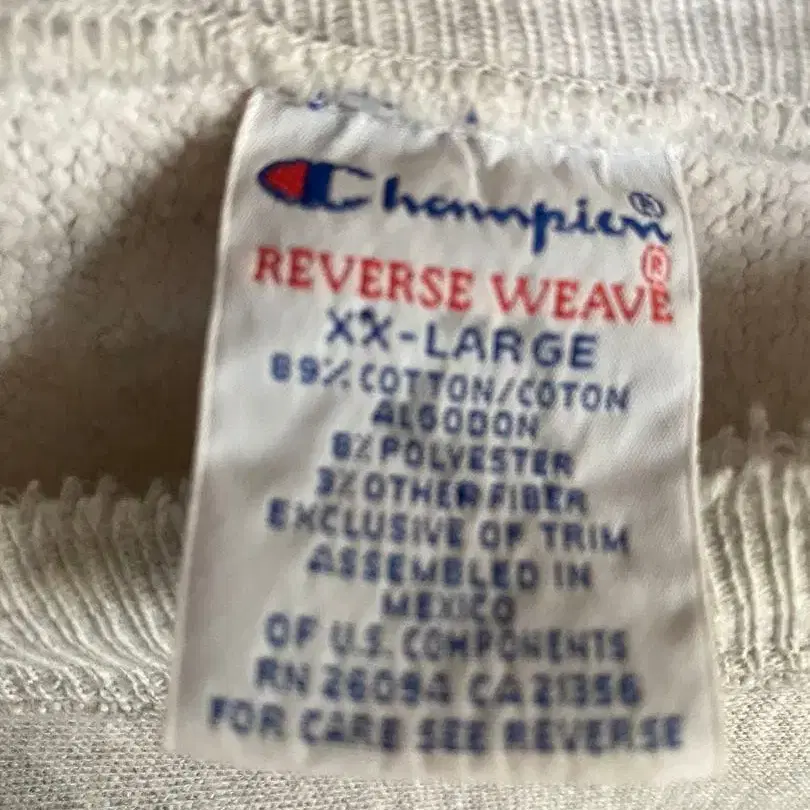 Champion®
REVERSE WEAVE®
XX-LARGE
89% COTTON/COTON
ALGODON
8% POLYESTER
3% OTHER FIBER
EXCLUSIVE OF TRIM
ASSEMBLED IN
MEXICO
OF U.S. COMPONENTS
RN 26094 CA 21356
FOR CARE SEE REVERSE